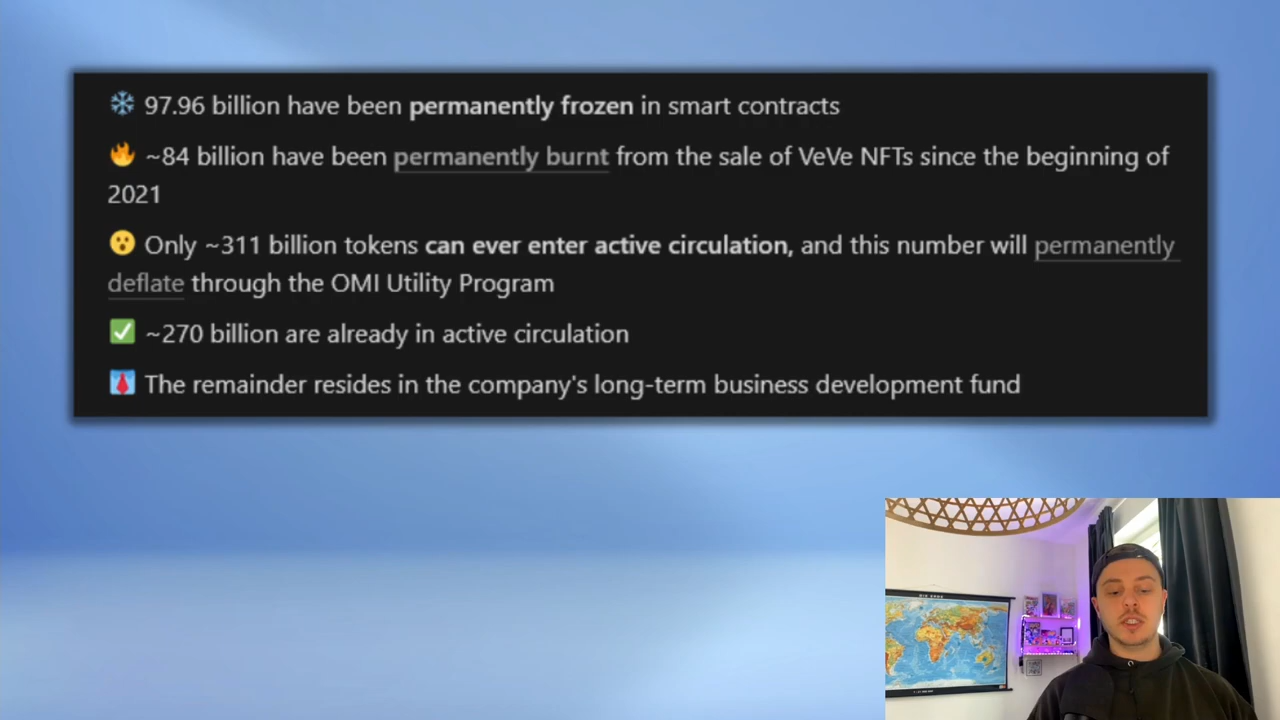 ❄️ 97.96 billion have been permanently frozen in smart contracts
🔥 ~84 billion have been permanently burnt from the sale of VeVe NFTs since the beginning of
2021
😮 Only ~311 billion tokens can ever enter active circulation, and this number will permanently
deflate through the OMI Utility Program
✅ ~270 billion are already in active circulation
The remainder resides in the company's long-term business development fund